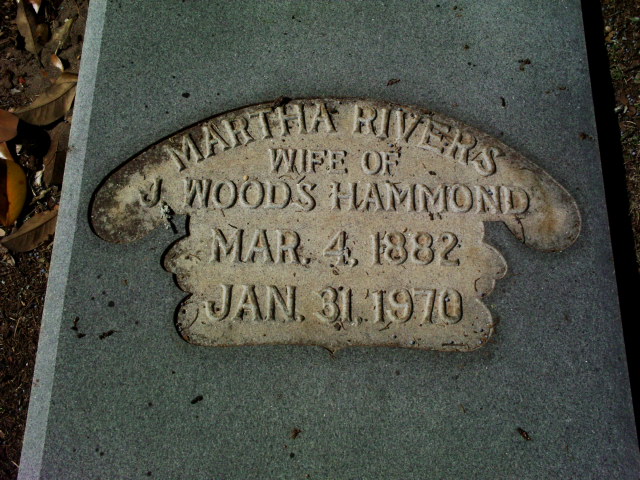 MARTHA RIVERS
WIFE OF
J. WOODS HAMMOND
MAR. 4, 1882
JAN. 31, 1970